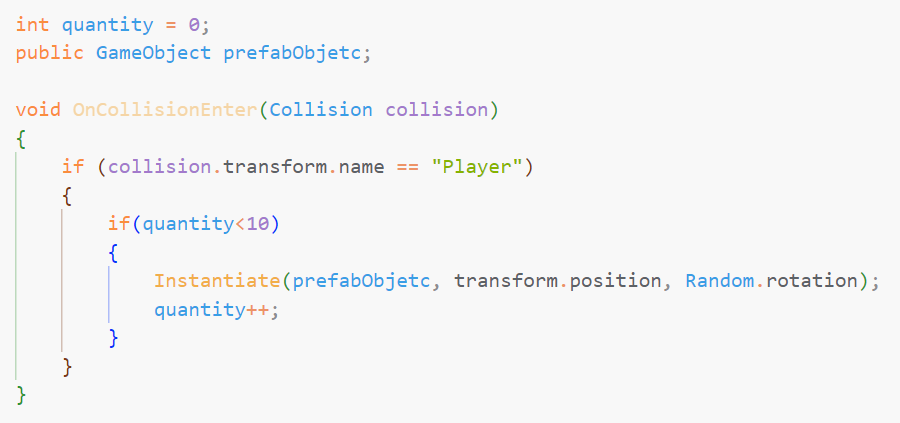 int quantity = 0;
public GameObject prefabObjetc;
void OnCollisionEnter(Collision collision)
{
if (collision.transform.name == "Player")
{
if(quantity<10)
{
Instantiate(prefabObjetc, transform.position, Random.rotation);
quantity++;
}
}
}